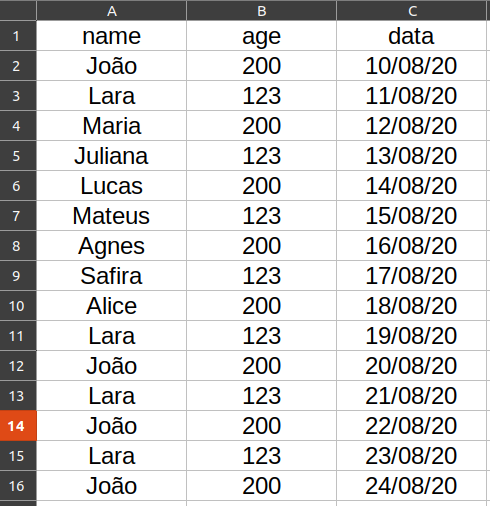 A B C
1 name age data
2 João 200 10/08/20
3 Lara 123 11/08/20
4 Maria 200 12/08/20
5 Juliana 123 13/08/20
6 Lucas 200 14/08/20
7 Mateus 123 15/08/20
8 Agnes 200 16/08/20
9 Safira 123 17/08/20
10 Alice 200 18/08/20
11 Lara 123 19/08/20
12 João 200 20/08/20
13 Lara 123 21/08/20
14 João 200 22/08/20
15 Lara 123 23/08/20
16 João 200 24/08/20